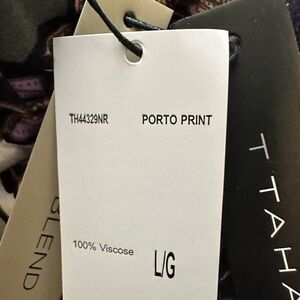 TH44329NR PORTO PRINT
100% Viscose
L/G
BLEND
T TAHA